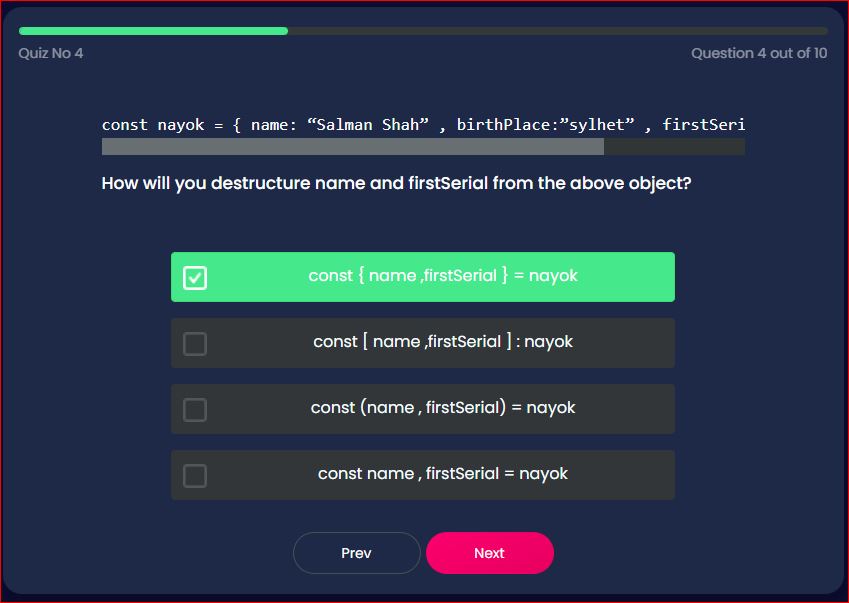 Quiz No 4
Question 4 out of 10
const nayok = { name: “Salman Shah” , birthPlace:”sylhet” , firstSeri
How will you destructure name and firstSerial from the above object?
const { name ,firstSerial } = nayok
const [ name ,firstSerial ] : nayok
const (name , firstSerial) = nayok
const name , firstSerial = nayok
Prev
Next